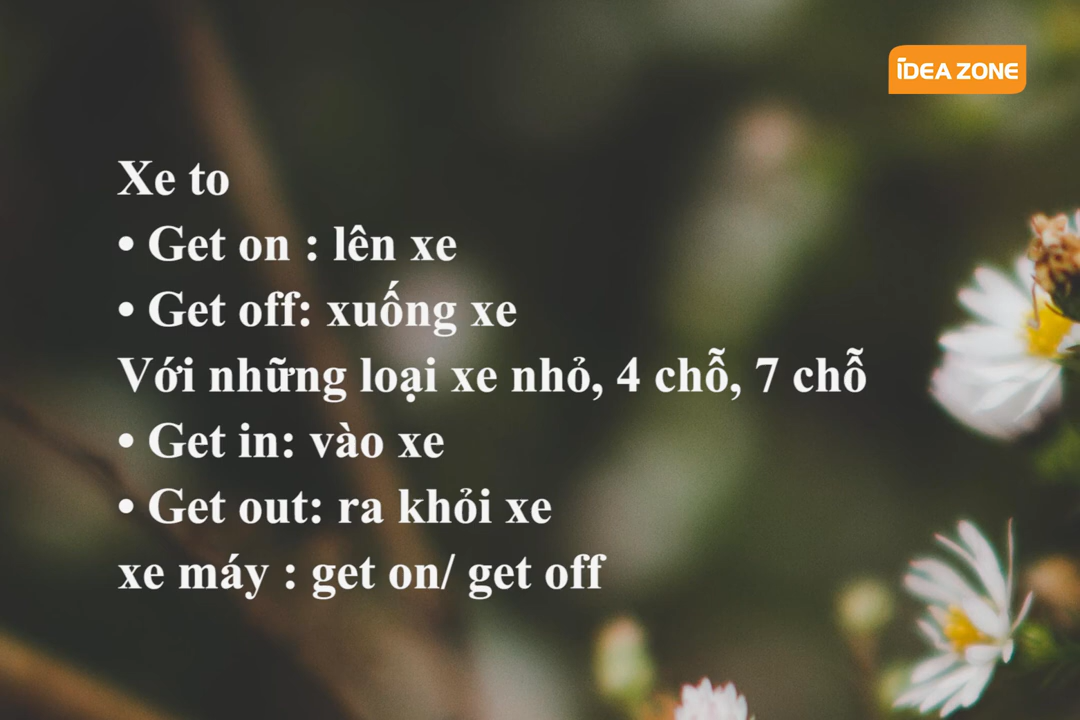 IDEA ZONE
Xe to
• Get on : lên xe
• Get off: xuống xe
Với những loại xe nhỏ, 4 chỗ, 7 chỗ
• Get in: vào xe
• Get out: ra khỏi xe
xe máy : get on/ get off